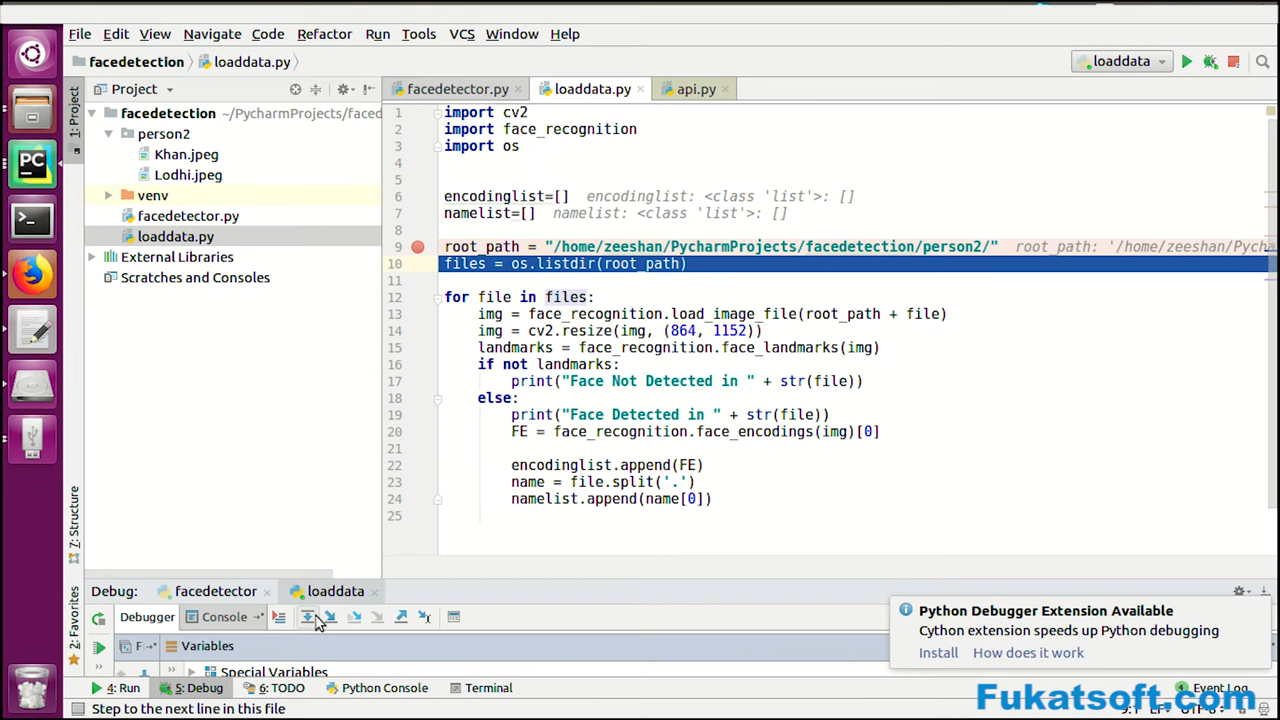 File Edit View Navigate Code Refactor Run Tools VCS Window Help
facedetection loaddata.py loaddata
1: Project
Project
facedetector.py loaddata.py api.py
facedetection ~/PycharmProjects/faced
person2
Khan.jpeg
Lodhi.jpeg
venv
facedetector.py
loaddata.py
External Libraries
Scratches and Consoles
PC
1 import cv2
2 import face_recognition
3 import os
4
5
6 encodinglist=[] encodinglist: <class 'list'>: []
7 namelist=[] namelist: <class 'list'>: []
8
9 root_path = "/home/zeeshan/PycharmProjects/facedetection/person2/" root_path: '/home/zeeshan/Pycha
10 files = os.listdir(root_path)
11
12 for file in files:
13 img = face_recognition.load_image_file(root_path + file)
14 img = cv2.resize(img, (864, 1152))
15 landmarks = face_recognition.face_landmarks(img)
16 if not landmarks:
17 print("Face Not Detected in " + str(file))
18 else:
19 print("Face Detected in " + str(file))
20 FE = face_recognition.face_encodings(img)[0]
21
22 encodinglist.append(FE)
23 name = file.split('.')
24 namelist.append(name[0])
25
7: Structure
2: Favorites
Debug: facedetector loaddata
Debugger Console
F Variables
Special Variables
Python Debugger Extension Available
Cython extension speeds up Python debugging
Install How does it work
4: Run 5: Debug 6: TODO Python Console Terminal Event Log
Step to the next line in this file
Fukatsoft.com